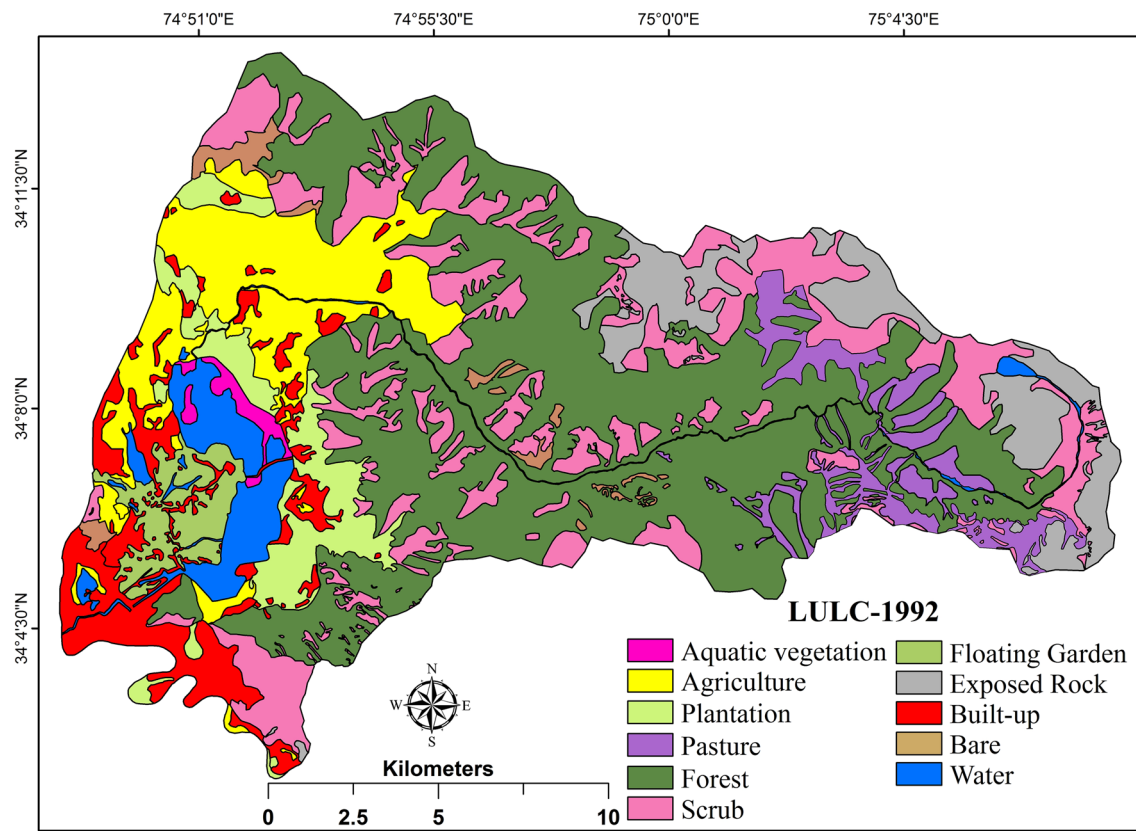 74°51'0"E 74°55'30"E 75°0'0"E 75°4'30"E
34°11'30"N
34°8'0"N
34°4'30"N
LULC-1992
Aquatic vegetation
Agriculture
Plantation
Pasture
Forest
Scrub
Floating Garden
Exposed Rock
Built-up
Bare
Water
N
W E
S
Kilometers
0 2.5 5 10